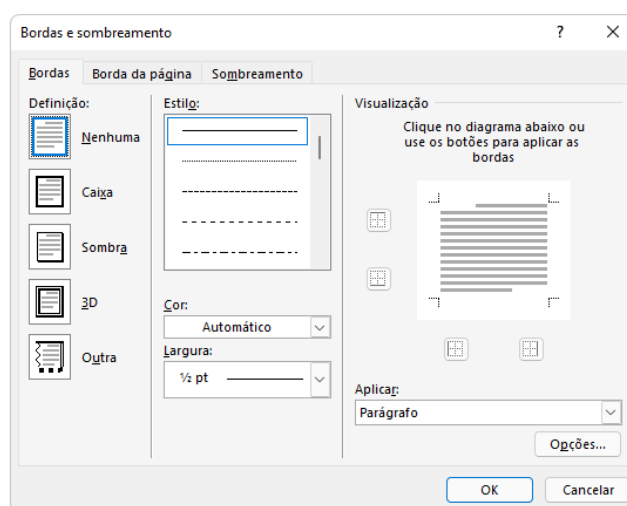 Bordas e sombreamento
?
Bordas
Borda da página
Sombreamento
Definição:
Nenhuma
Caixa
Sombra
3D
Outra
Estilo:
Cor:
Automático
Largura:
½ pt
Visualização
Clique no diagrama abaixo ou
use os botões para aplicar as
bordas
Aplicar:
Parágrafo
Opções...
OK
Cancelar